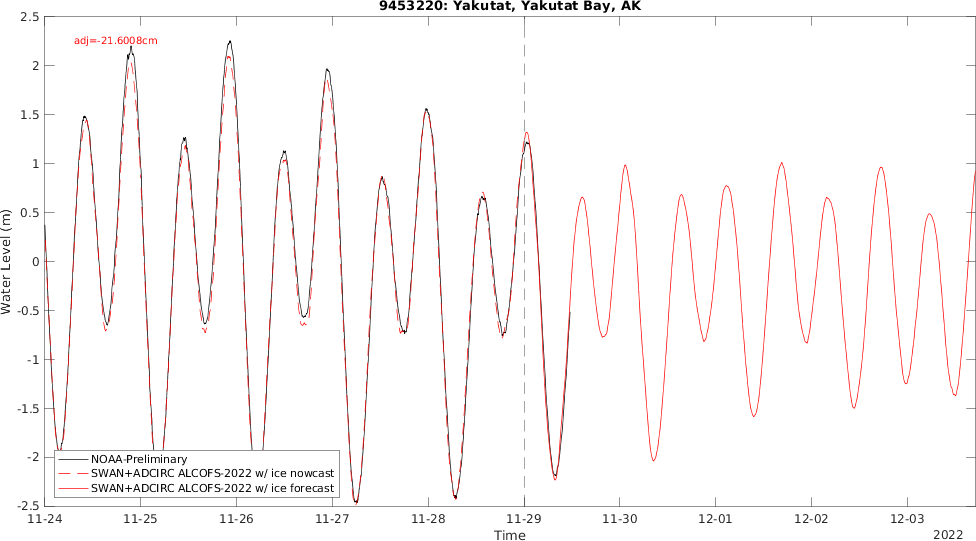 9453220: Yakutat, Yakutat Bay, AK
adj=-21.6008cm
2.5
2
1.5
1
0.5
0
-0.5
-1
-1.5
-2
-2.5
Water Level (m)
NOAA-Preliminary
SWAN+ADCIRC ALCOFS-2022 w/ ice nowcast
SWAN+ADCIRC ALCOFS-2022 w/ ice forecast
11-24 11-25 11-26 11-27 11-28 11-29 11-30 12-01 12-02 12-03
Time
2022